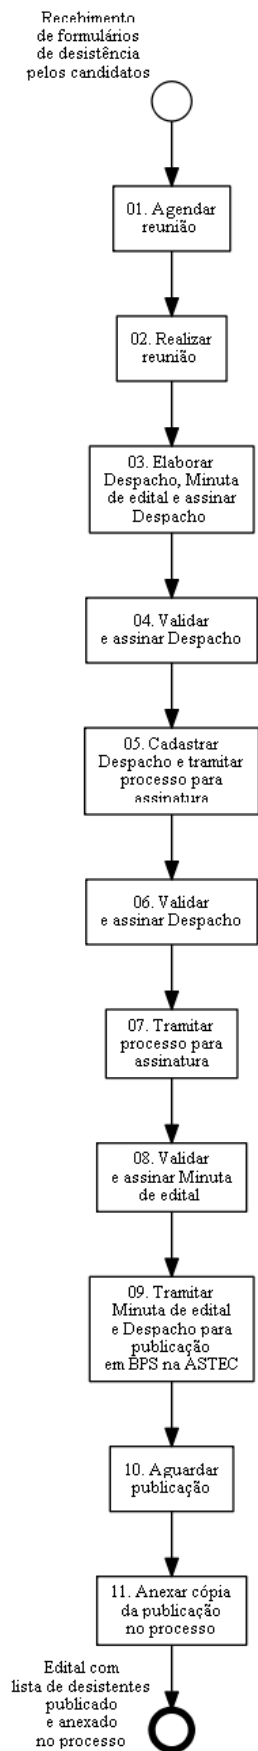 Recebimento
de formulários
de desistência
pelos candidatos
01. Agendar
reunião
02. Realizar
reunião
03. Elaborar
Despacho, Minuta
de edital e assinar
Despacho
04. Validar
e assinar Despacho
05. Cadastrar
Despacho e tramitar
processo para
assinatura
06. Validar
e assinar Despacho
07. Tramitar
processo para
assinatura
08. Validar
e assinar Minuta
de edital
09. Tramitar
Minuta de edital
e Despacho para
publicação
em BPS na ASTEC
10. Aguardar
publicação
11. Anexar cópia
da publicação
no processo
Edital com
lista de desistentes
publicado
e anexado
no processo